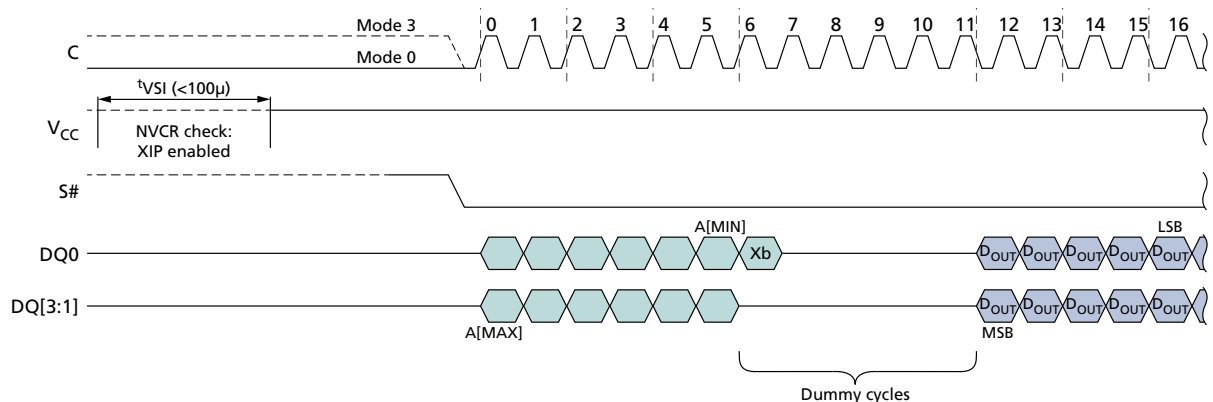 0 1 2 3 4 5 6 7 8 9 10 11 12 13 14 15 16
Mode 3
C
Mode 0
tVSI (<100µ)
VCC
NVCR check:
XIP enabled
S#
A[MIN]
LSB
DQ0
Xb
DOUT DOUT DOUT DOUT DOUT
DQ[3:1]
DOUT DOUT DOUT DOUT DOUT
A[MAX]
MSB
Dummy cycles